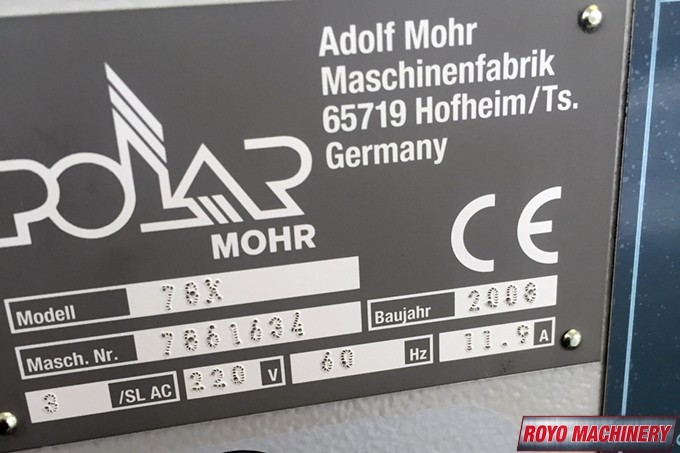 Adolf Mohr
Maschinenfabrik
65719 Hofheim/Ts.
Germany
POLAR
MOHR
CE
Modell 78X
Baujahr 2008
Masch. Nr. 7861634
3 /SL AC 220 V 60 Hz 11.9 A
ROYO MACHINERY